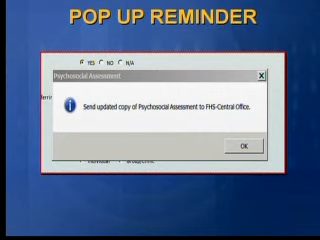 POP UP REMINDER
YES NO N/A
Psychosocial Assessment
Send updated copy of Psychosocial Assessment to FHS-Central Office.
OK